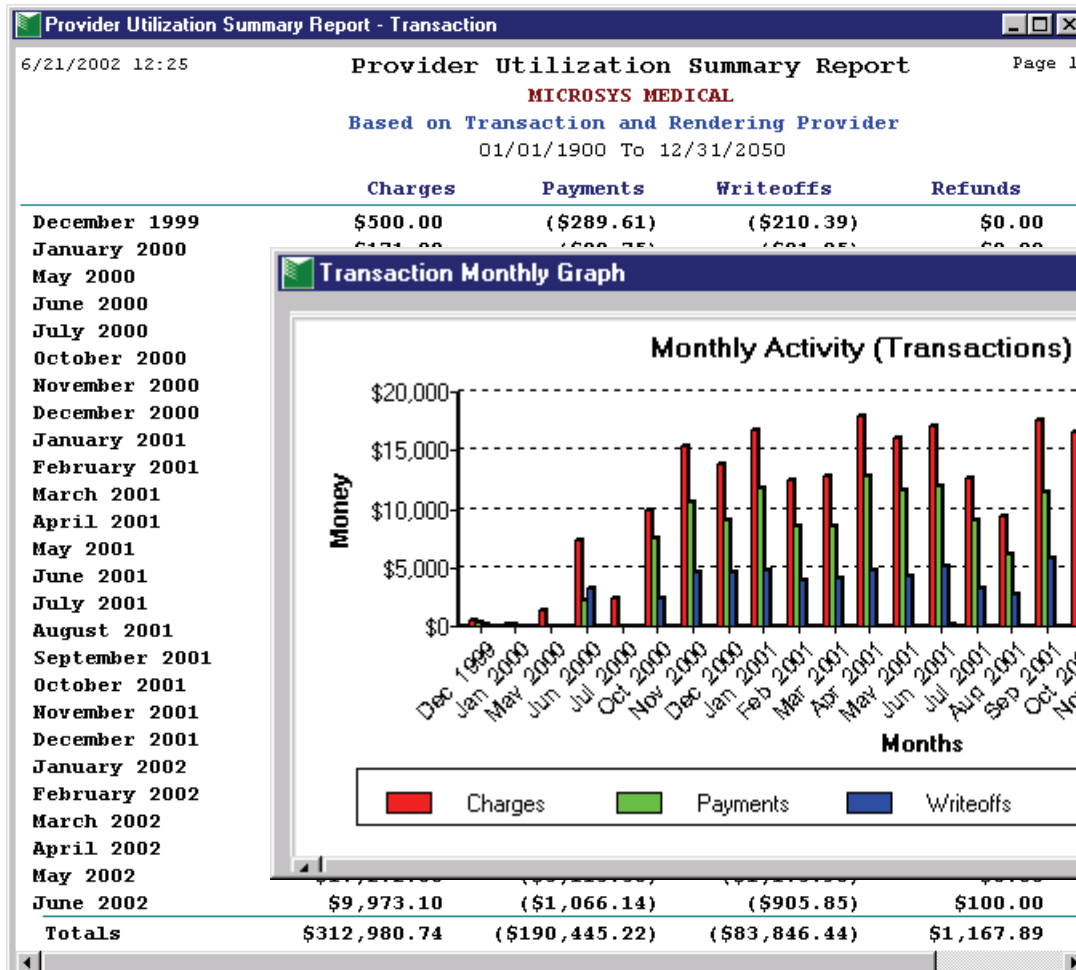 Provider Utilization Summary Report - Transaction
6/21/2002 12:25
Provider Utilization Summary Report
Page 1
MICROSYS MEDICAL
Based on Transaction and Rendering Provider
01/01/1900 To 12/31/2050
Charges Payments Writeoffs Refunds
December 1999 $500.00 ($289.61) ($210.39) $0.00
January 2000
May 2000
June 2000
July 2000
October 2000
November 2000
December 2000
January 2001
February 2001
March 2001
April 2001
May 2001
June 2001
July 2001
August 2001
September 2001
October 2001
November 2001
December 2001
January 2002
February 2002
March 2002
April 2002
May 2002
June 2002 $9,973.10 ($1,066.14) ($905.85) $100.00
Totals $312,980.74 ($190,445.22) ($83,846.44) $1,167.89
Transaction Monthly Graph
Monthly Activity (Transactions)
Money
$20,000
$15,000
$10,000
$5,000
$0
Dec 1999
Jan 2000
May 2000
Jun 2000
Jul 2000
Oct 2000
Nov 2000
Dec 2000
Jan 2001
Feb 2001
Mar 2001
Apr 2001
May 2001
Jun 2001
Jul 2001
Aug 2001
Sep 2001
Oct
Months
Charges Payments Writeoffs